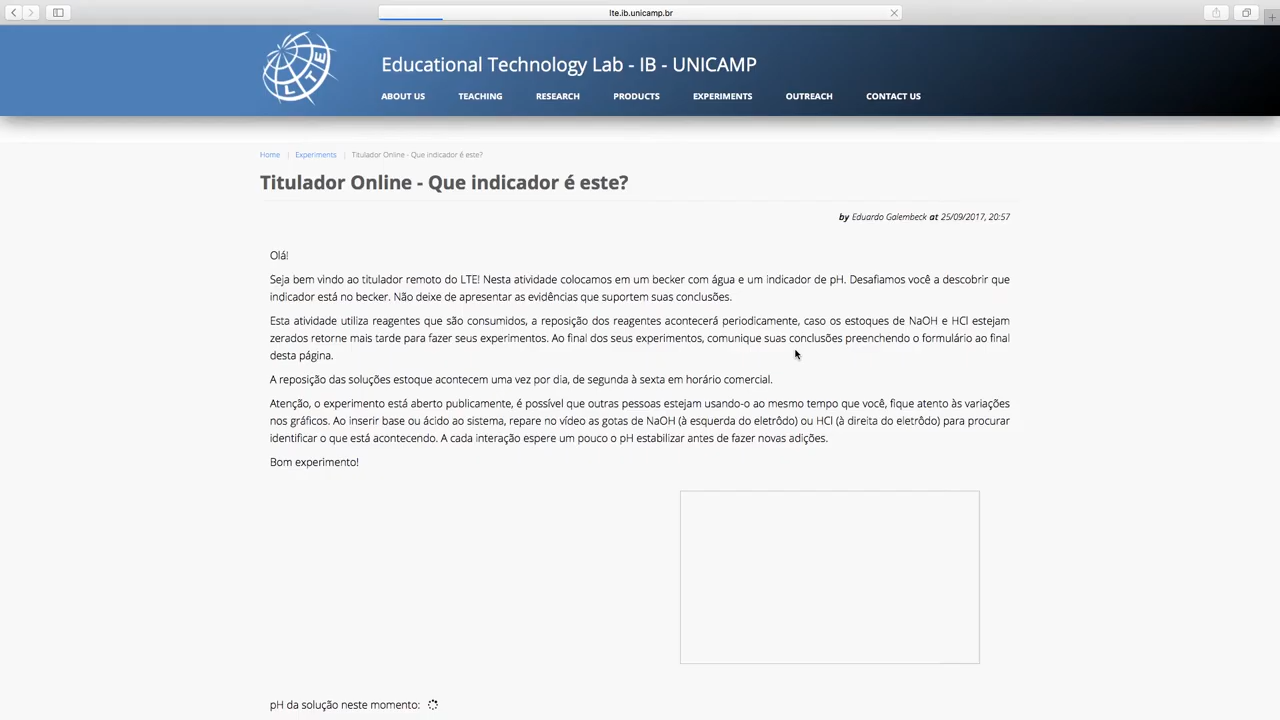 lte.ib.unicamp.br
LTE
Educational Technology Lab - IB - UNICAMP
ABOUT US TEACHING RESEARCH PRODUCTS EXPERIMENTS OUTREACH CONTACT US
Home | Experiments | Titulador Online - Que indicador é este?
Titulador Online - Que indicador é este?
by Eduardo Galembeck at 25/09/2017, 20:57
Olá!
Seja bem vindo ao titulador remoto do LTE! Nesta atividade colocamos em um becker com água e um indicador de pH. Desafiamos você a descobrir que
indicador está no becker. Não deixe de apresentar as evidências que suportem suas conclusões.
Esta atividade utiliza reagentes que são consumidos, a reposição dos reagentes acontecerá periodicamente, caso os estoques de NaOH e HCl estejam
zerados retorne mais tarde para fazer seus experimentos. Ao final dos seus experimentos, comunique suas conclusões preenchendo o formulário ao final
desta página.
A reposição das soluções estoque acontecem uma vez por dia, de segunda à sexta em horário comercial.
Atenção, o experimento está aberto publicamente, é possível que outras pessoas estejam usando-o ao mesmo tempo que você, fique atento às variações
nos gráficos. Ao inserir base ou ácido ao sistema, repare no vídeo as gotas de NaOH (à esquerda do eletrôdo) ou HCl (à direita do eletrôdo) para procurar
identificar o que está acontecendo. A cada interação espere um pouco o pH estabilizar antes de fazer novas adições.
Bom experimento!
pH da solução neste momento: